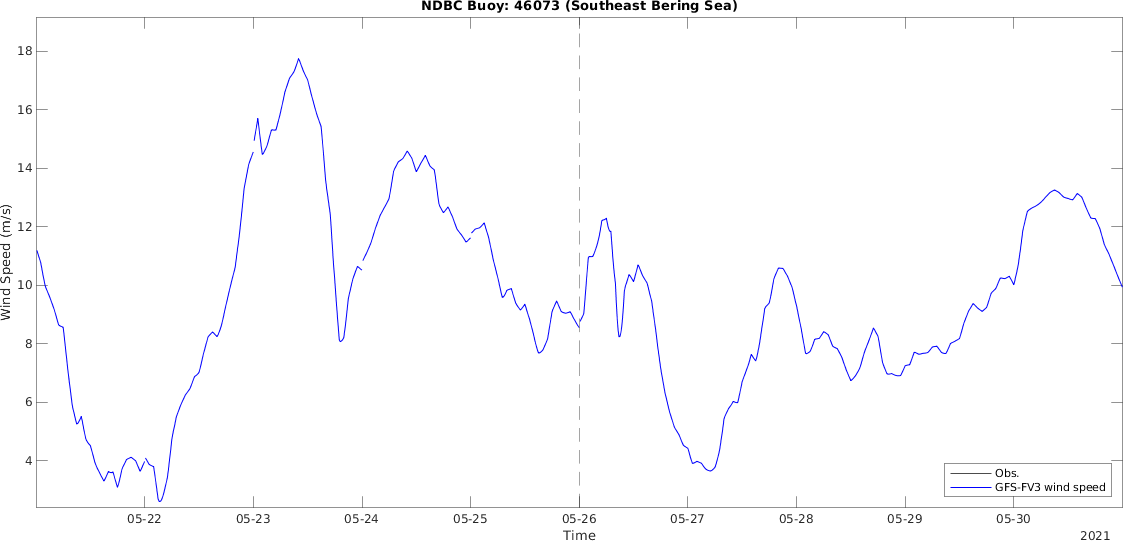 NDBC Buoy: 46073 (Southeast Bering Sea)
18
16
14
12
10
8
6
4
Wind Speed (m/s)
Obs.
GFS-FV3 wind speed
05-22 05-23 05-24 05-25 05-26 05-27 05-28 05-29 05-30
Time
2021